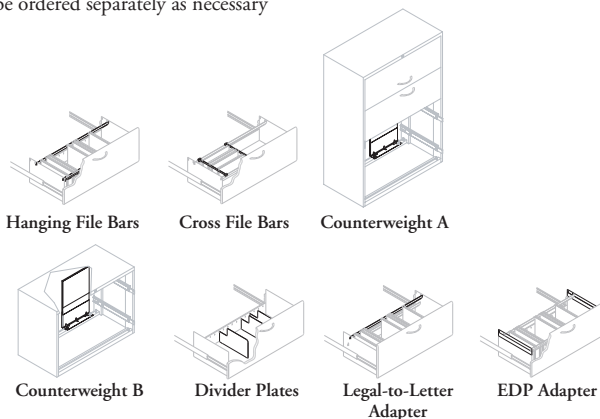 be ordered separately as necessary
Hanging File Bars
Cross File Bars
Counterweight A
Counterweight B
Divider Plates
Legal-to-Letter
Adapter
EDP Adapter